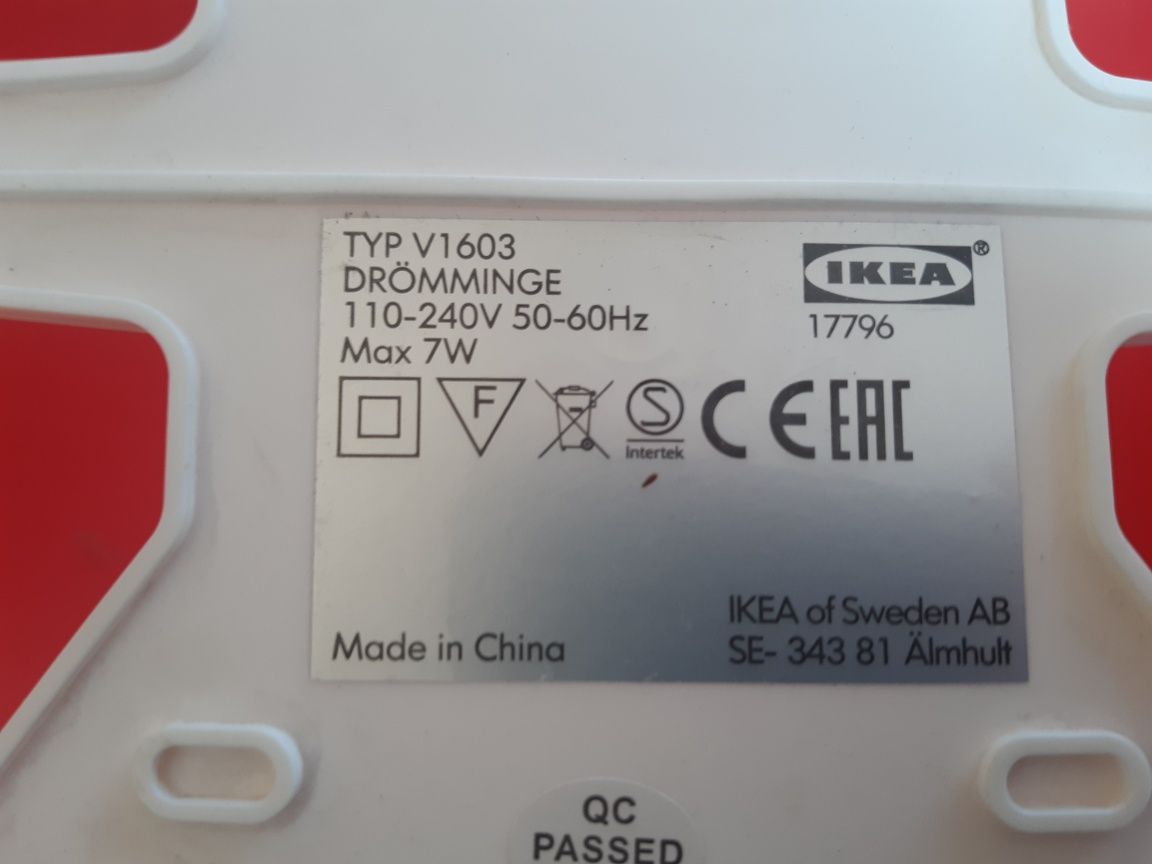 TYP V1603
DRÖMMINGE
110-240V 50-60Hz
Max 7W
IKEA®
17796
F
S
Intertek
CE EAC
Made in China
IKEA of Sweden AB
SE- 343 81 Älmhult
QC
PASSED